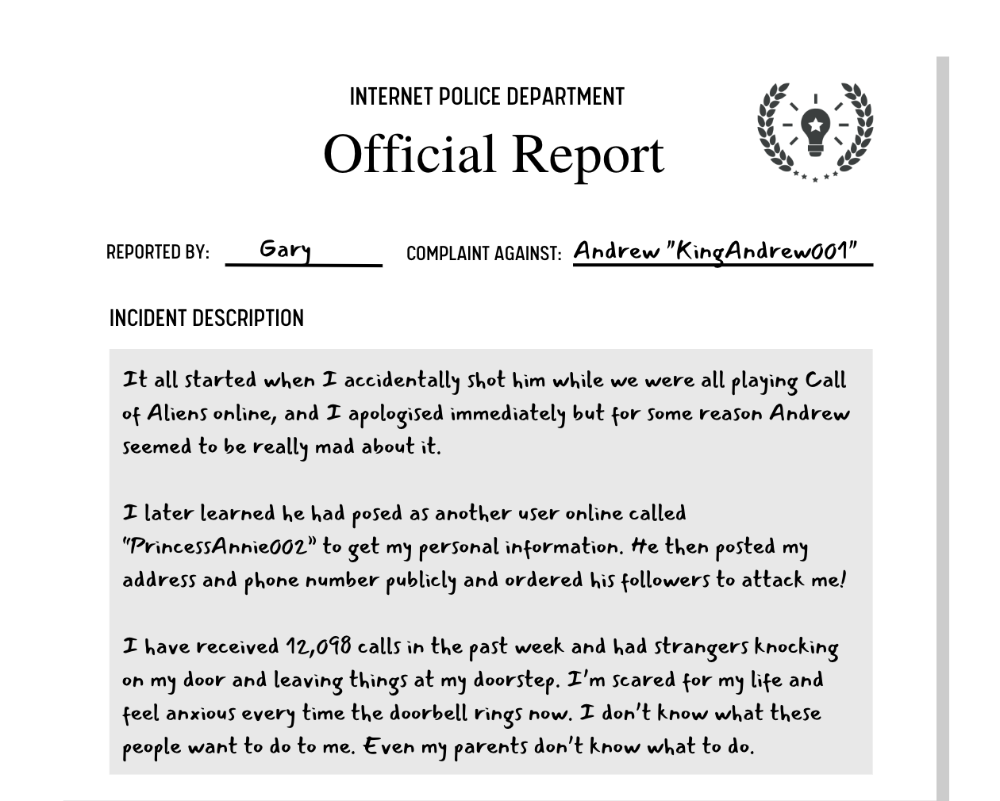 INTERNET POLICE DEPARTMENT
Official Report
REPORTED BY: Gary COMPLAINT AGAINST: Andrew "KingAndrew001"
INCIDENT DESCRIPTION
It all started when I accidentally shot him while we were all playing Call
of Aliens online, and I apologised immediately but for some reason Andrew
seemed to be really mad about it.
I later learned he had posed as another user online called
"PrincessAnnie002" to get my personal information. He then posted my
address and phone number publicly and ordered his followers to attack me!
I have received 12,098 calls in the past week and had strangers knocking
on my door and leaving things at my doorstep. I'm scared for my life and
feel anxious every time the doorbell rings now. I don't know what these
people want to do to me. Even my parents don't know what to do.